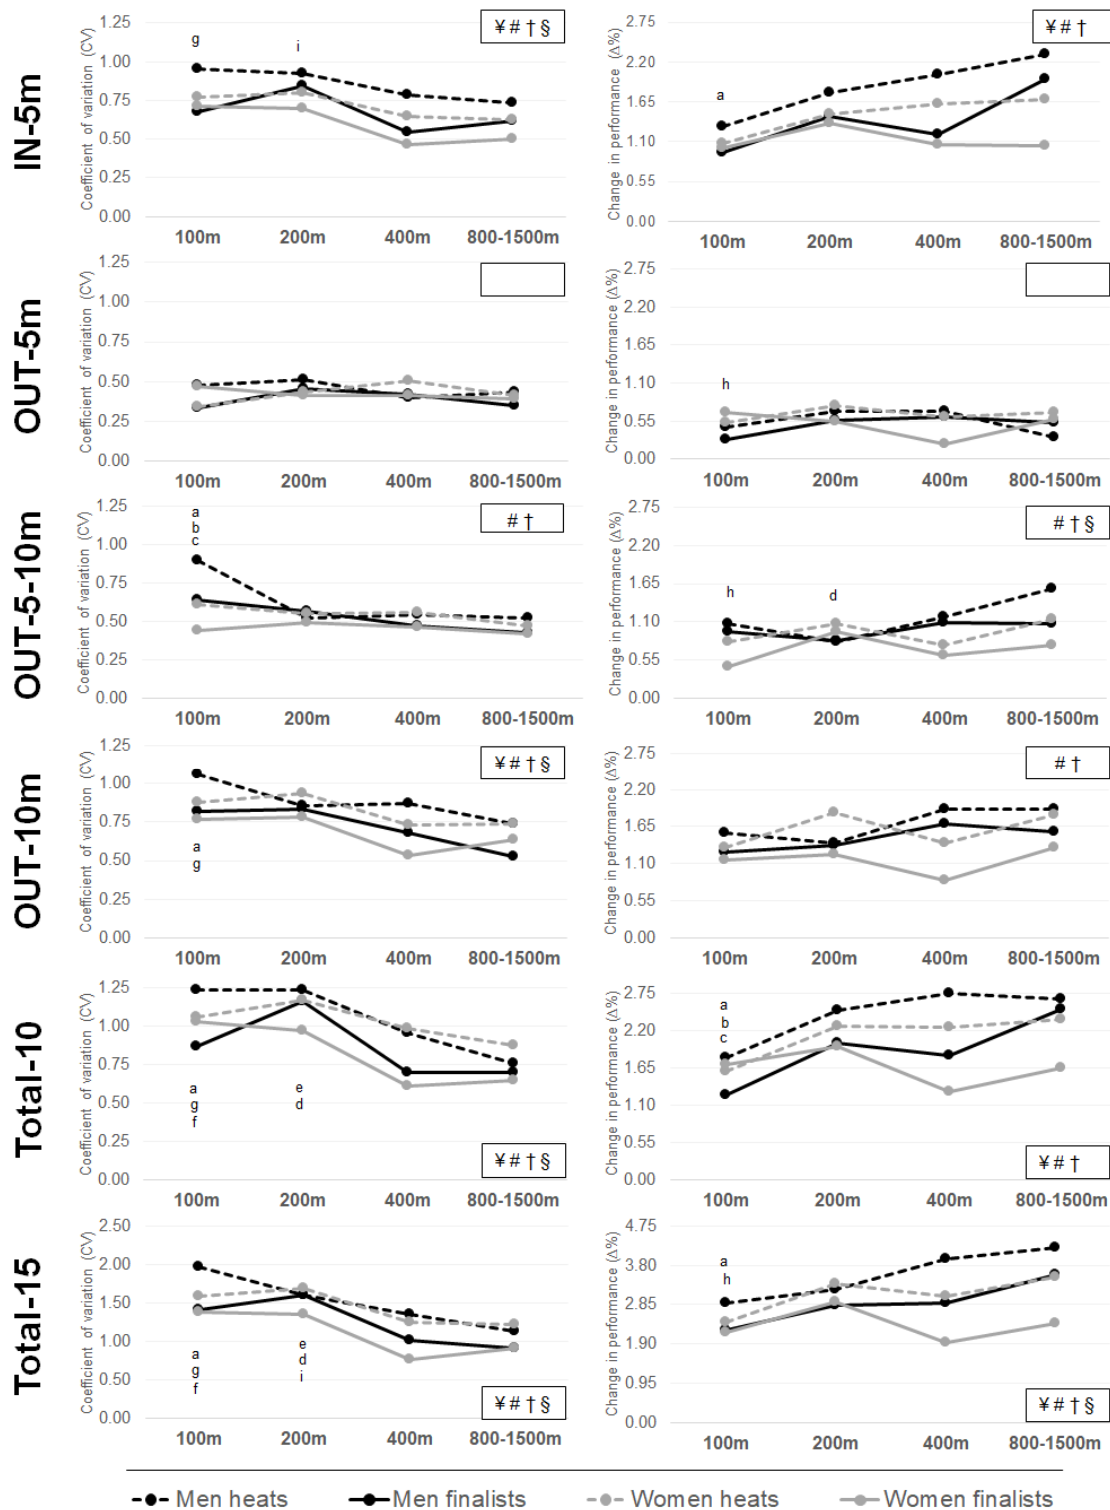 IN-5m
Coefficient of variation (CV)
1.25
1.00
0.75
0.50
0.25
0.00
g
i
¥ # † §
100m
200m
400m
800-1500m
Change in performance (Δ%)
2.75
2.20
1.65
1.10
0.55
0.00
a
¥ # †
100m
200m
400m
800-1500m
OUT-5m
Coefficient of variation (CV)
1.25
1.00
0.75
0.50
0.25
0.00
100m
200m
400m
800-1500m
Change in performance (Δ%)
2.75
2.20
1.65
1.10
0.55
0.00
h
100m
200m
400m
800-1500m
OUT-5-10m
Coefficient of variation (CV)
1.25
1.00
0.75
0.50
0.25
0.00
a
b
c
# †
100m
200m
400m
800-1500m
Change in performance (Δ%)
2.75
2.20
1.65
1.10
0.55
0.00
h
d
# † §
100m
200m
400m
800-1500m
OUT-10m
Coefficient of variation (CV)
1.25
1.00
0.75
0.50
0.25
0.00
a
g
¥ # † §
100m
200m
400m
800-1500m
Change in performance (Δ%)
2.75
2.20
1.65
1.10
0.55
0.00
# †
100m
200m
400m
800-1500m
Total-10
Coefficient of variation (CV)
1.25
1.00
0.75
0.50
0.25
0.00
a
g
f
e
d
¥ # † §
100m
200m
400m
800-1500m
Change in performance (Δ%)
2.75
2.20
1.65
1.10
0.55
0.00
a
b
c
¥ # †
100m
200m
400m
800-1500m
Total-15
Coefficient of variation (CV)
2.50
2.00
1.50
1.00
0.50
0.00
a
g
f
e
d
i
¥ # † §
100m
200m
400m
800-1500m
Change in performance (Δ%)
4.75
3.80
2.85
1.90
0.95
0.00
a
h
¥ # † §
100m
200m
400m
800-1500m
Men heats
Men finalists
Women heats
Women finalists